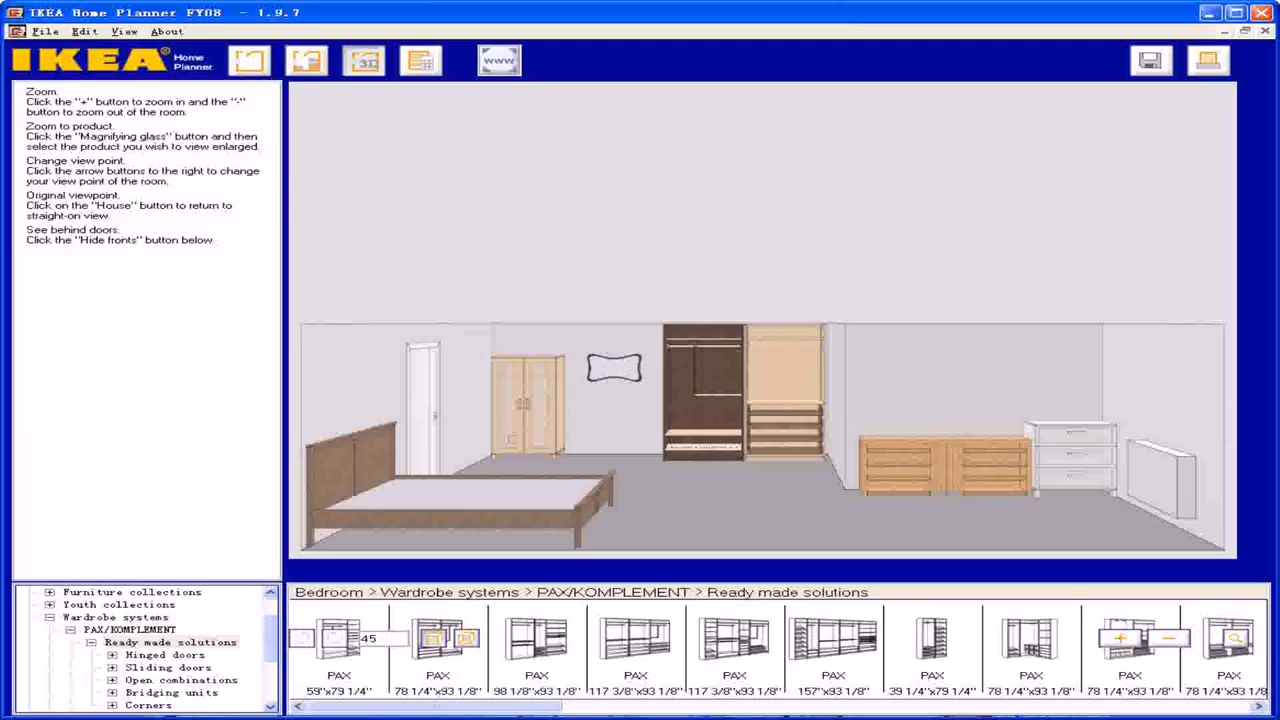 IKEA Home Planner FY08 - 1.9.7
File Edit View About
IKEA® Home Planner
3D
WWW
Zoom.
Click the "+" button to zoom in and the "-"
button to zoom out of the room.
Zoom to product.
Click the "Magnifying glass" button and then
select the product you wish to view enlarged.
Change view point.
Click the arrow buttons to the right to change
your view point of the room.
Original viewpoint.
Click on the "House" button to return to
straight-on view.
See behind doors.
Click the "Hide fronts" button below.
Furniture collections
Youth collections
Wardrobe systems
PAX/KOMPLEMENT
Ready made solutions
Hinged doors
Sliding doors
Open combinations
Bridging units
Corners
Bedroom > Wardrobe systems > PAX/KOMPLEMENT > Ready made solutions
45
PAX PAX PAX PAX PAX PAX PAX PAX PAX PAX
59"x79 1/4" 78 1/4"x93 1/8" 98 1/8"x93 1/8" 117 3/8"x93 1/8" 117 3/8"x93 1/8" 157"x93 1/8" 39 1/4"x79 1/4" 78 1/4"x93 1/8" 78 1/4"x93 1/8" 78 1/4"x93 1/8